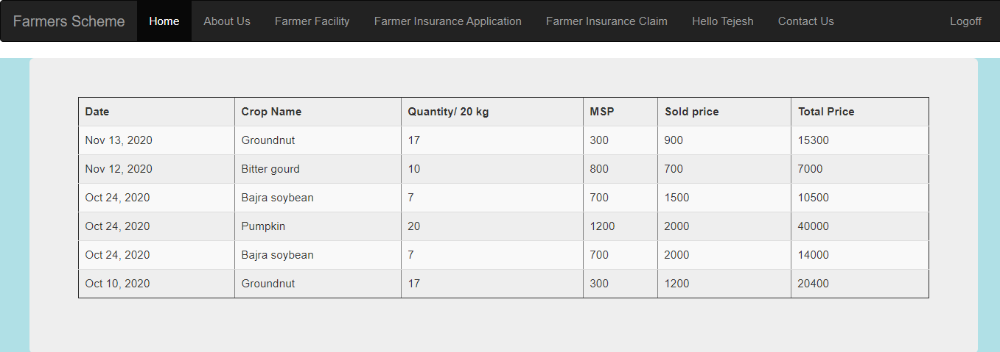 Farmers Scheme Home About Us Farmer Facility Farmer Insurance Application Farmer Insurance Claim Hello Tejesh Contact Us Logoff
Date Crop Name Quantity/ 20 kg MSP Sold price Total Price
Nov 13, 2020 Groundnut 17 300 900 15300
Nov 12, 2020 Bitter gourd 10 800 700 7000
Oct 24, 2020 Bajra soybean 7 700 1500 10500
Oct 24, 2020 Pumpkin 20 1200 2000 40000
Oct 24, 2020 Bajra soybean 7 700 2000 14000
Oct 10, 2020 Groundnut 17 300 1200 20400